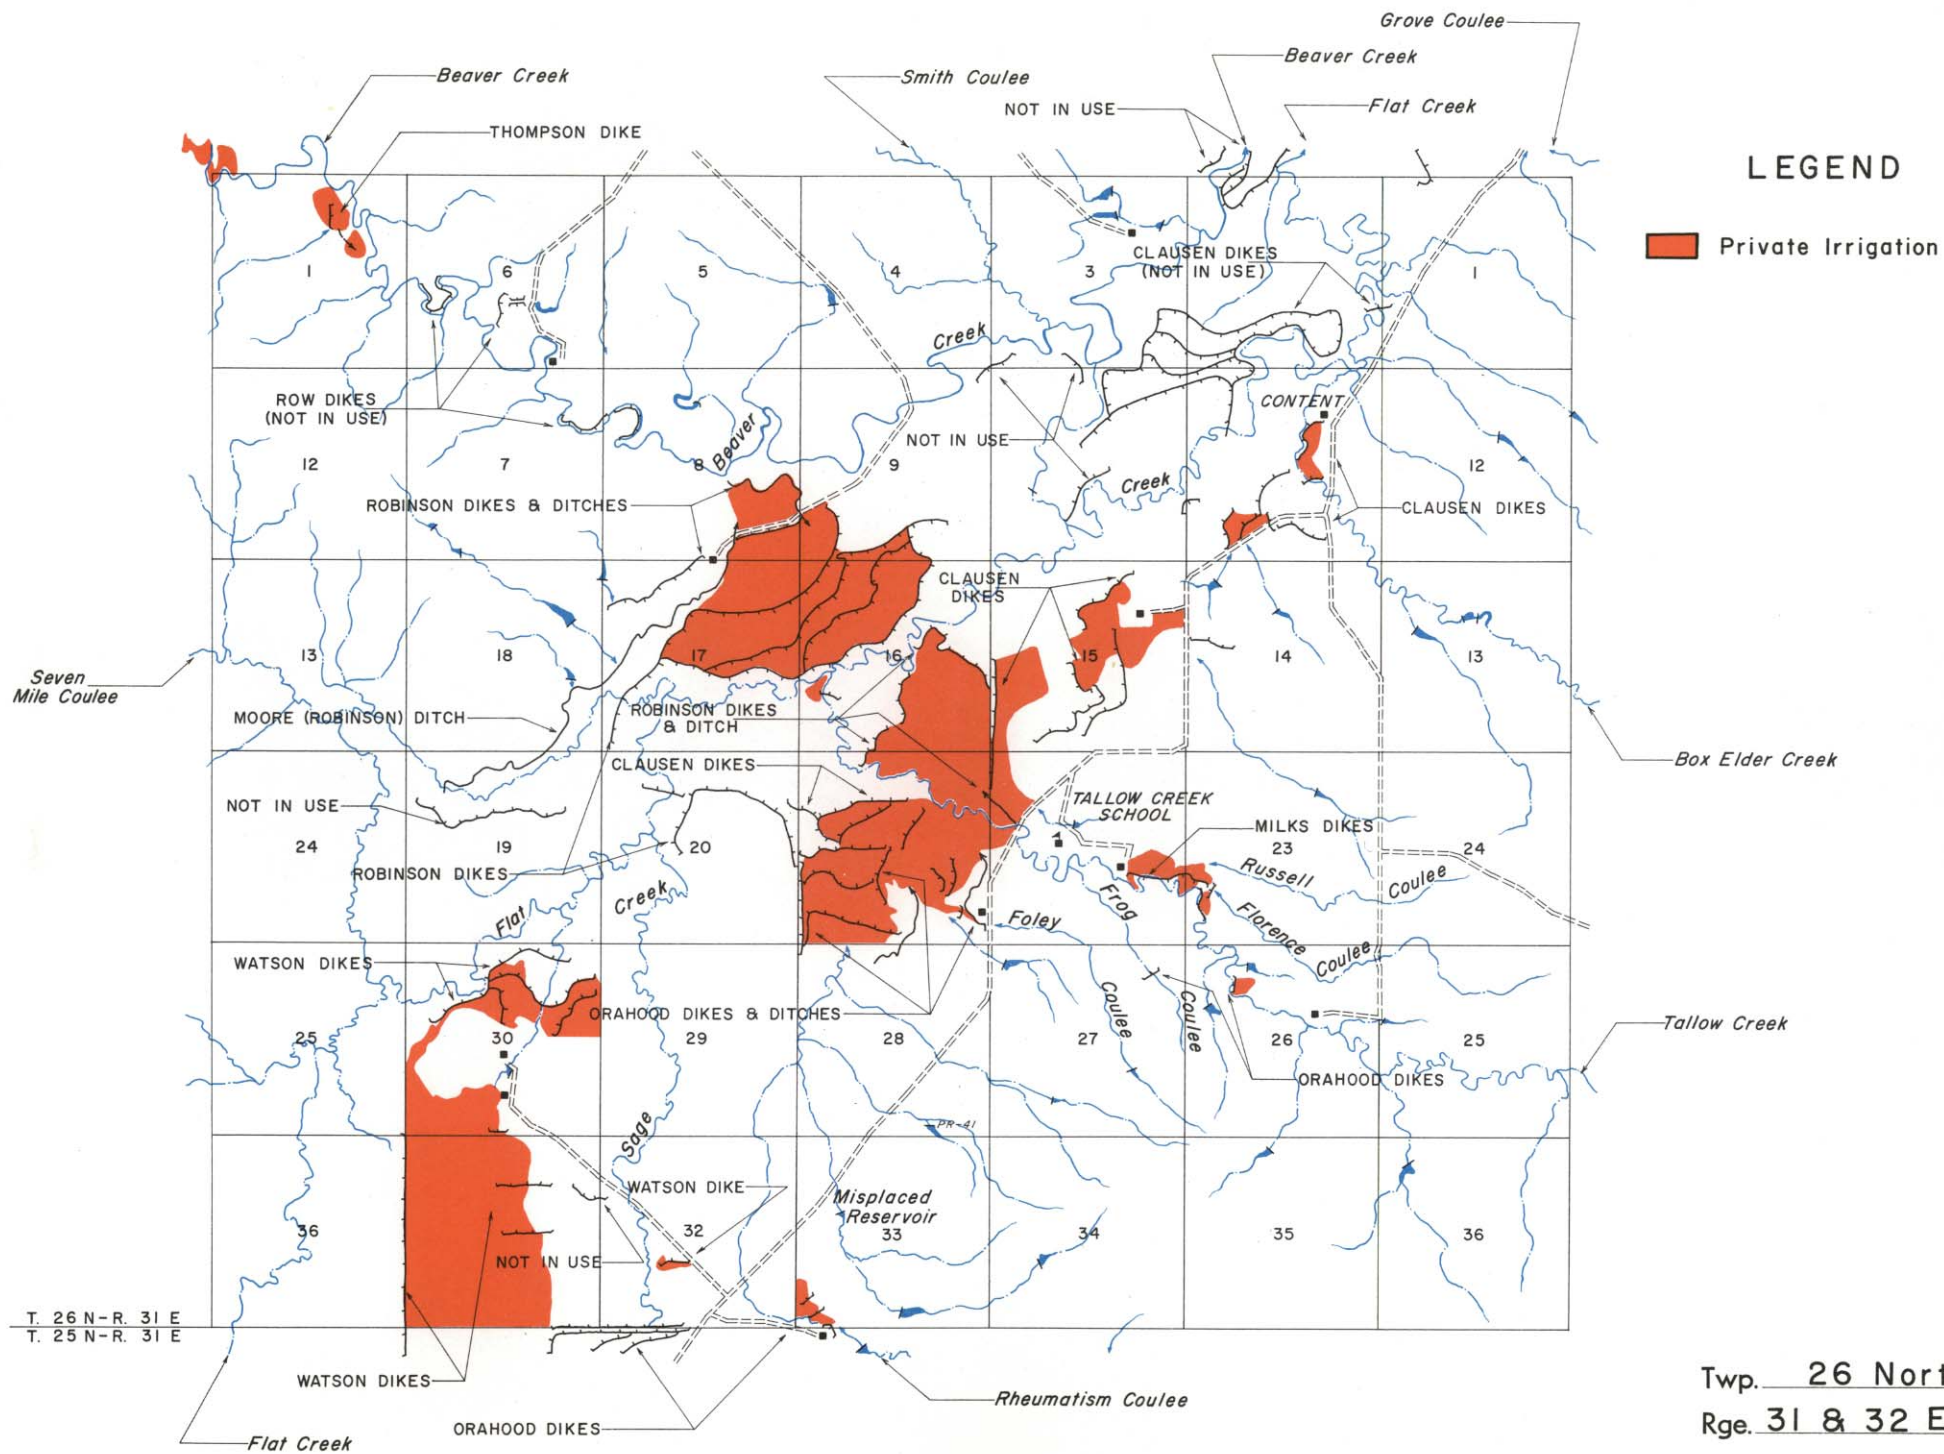 Grove Coulee
Beaver Creek
Beaver Creek
Smith Coulee
NOT IN USE
Flat Creek
THOMPSON DIKE
LEGEND
Private Irrigation
CLAUSEN DIKES
(NOT IN USE)
1
6
5
4
3
1
Creek
ROW DIKES
(NOT IN USE)
CONTENT
NOT IN USE
Beaver
12
7
8
9
12
Creek
ROBINSON DIKES & DITCHES
CLAUSEN DIKES
CLAUSEN
DIKES
13
18
17
16
15
14
13
Seven
Mile Coulee
MOORE (ROBINSON) DITCH
ROBINSON DIKES
& DITCH
Box Elder Creek
CLAUSEN DIKES
NOT IN USE
TALLOW CREEK
SCHOOL
MILKS DIKES
24
19
20
23
24
ROBINSON DIKES
Russell
Coulee
Creek
Frog
Flat
Foley
Florence
Coulee
WATSON DIKES
ORAHOOD DIKES & DITCHES
Coulee
Coulee
Tallow Creek
25
30
29
28
27
26
25
ORAHOOD DIKES
PR-41
Sage
WATSON DIKE
Misplaced
Reservoir
36
32
33
34
35
36
NOT IN USE
T. 26 N-R. 31 E
T. 25 N-R. 31 E
WATSON DIKES
Rheumatism Coulee
ORAHOOD DIKES
Flat Creek
Twp. 26 Nort
Rge. 31 & 32 E